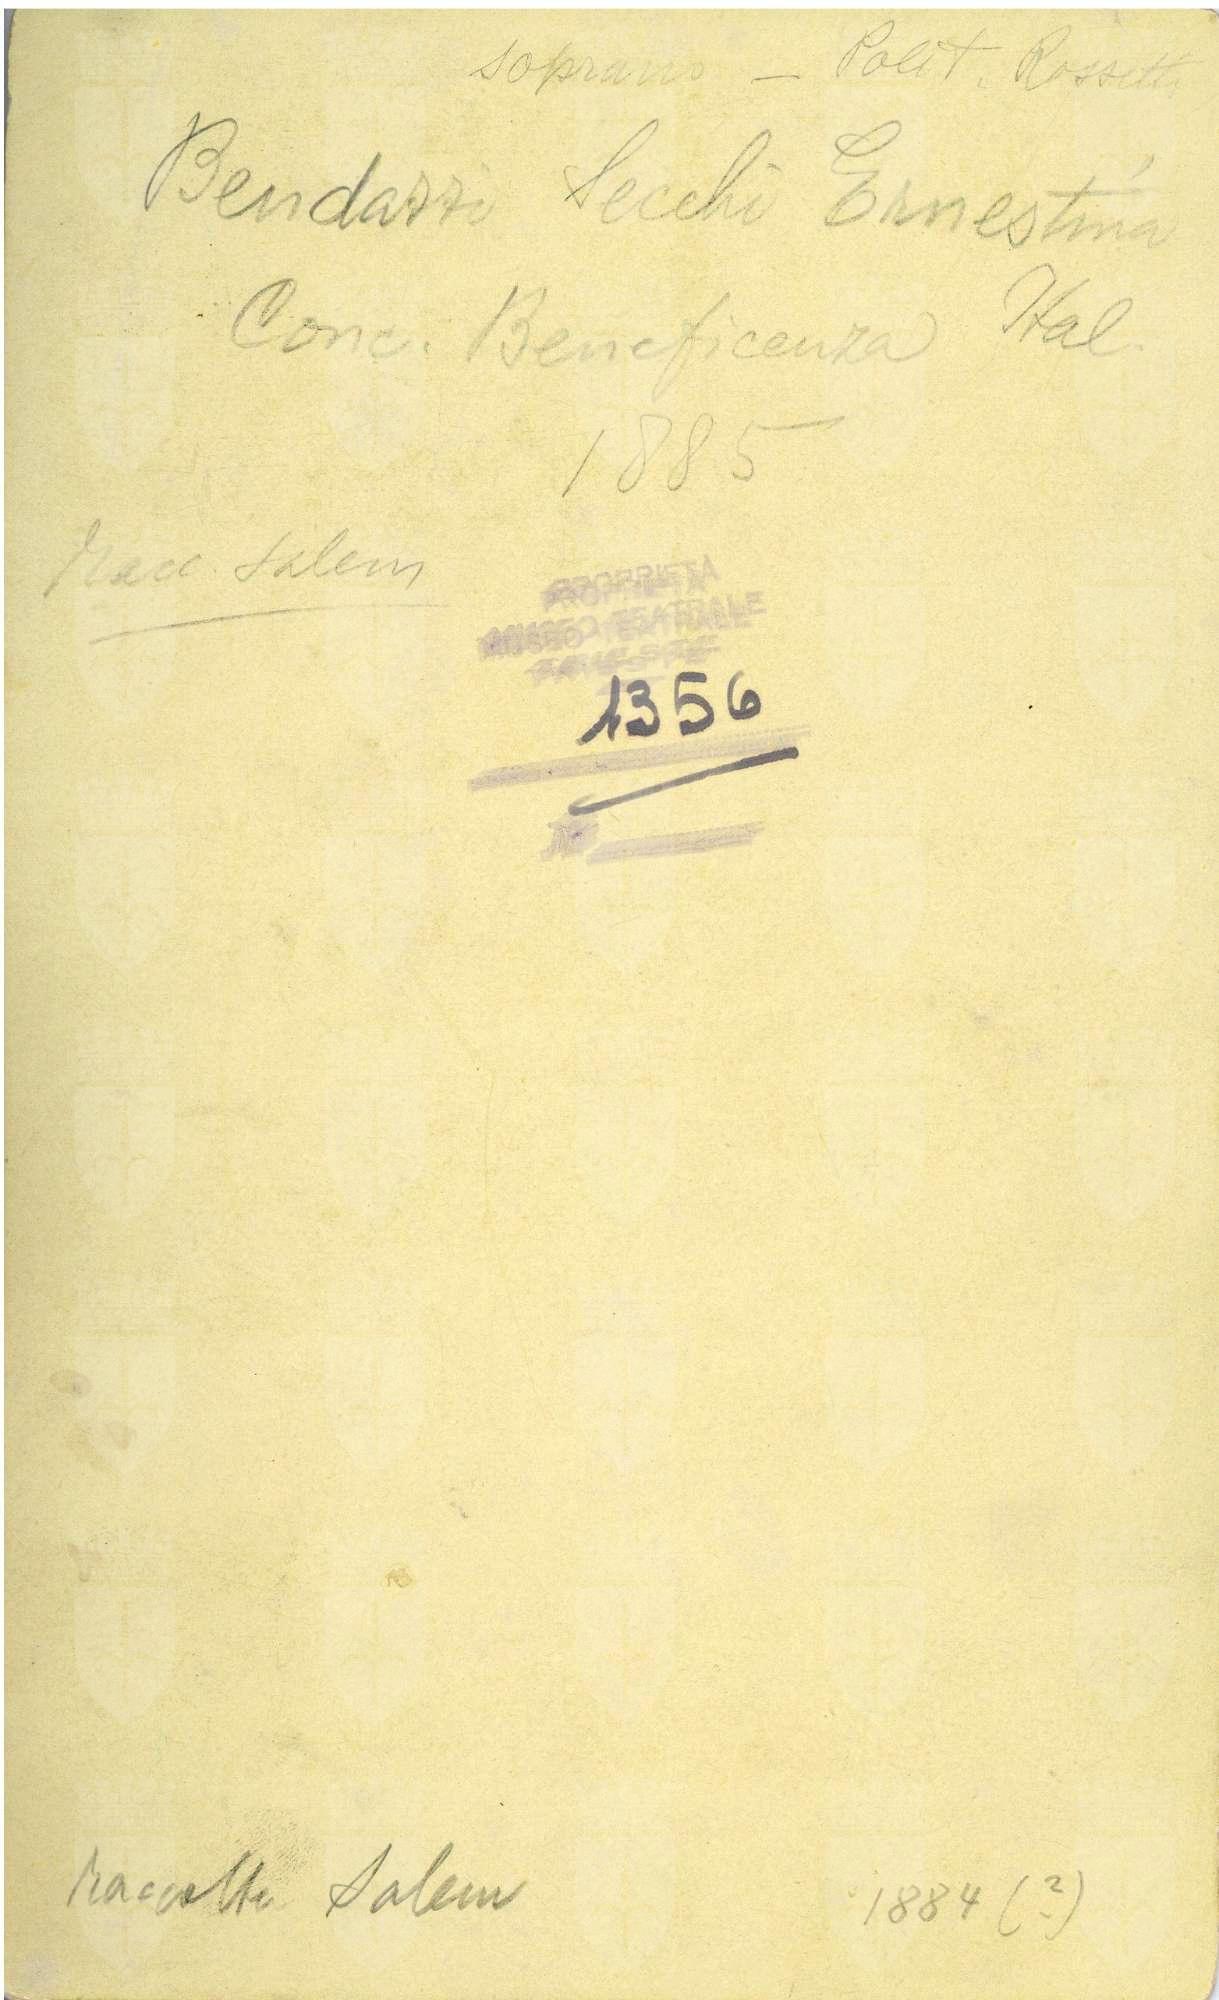 soprano - Polit. Rossetti
Bendazzi Secchi Ernestina
Conc. Beneficenza Ital.
1885
Racc. Salem
PROPRIETÀ
MUSEO TEATRALE
TRIESTE
1356
Raccolta Salem
1884 (?)